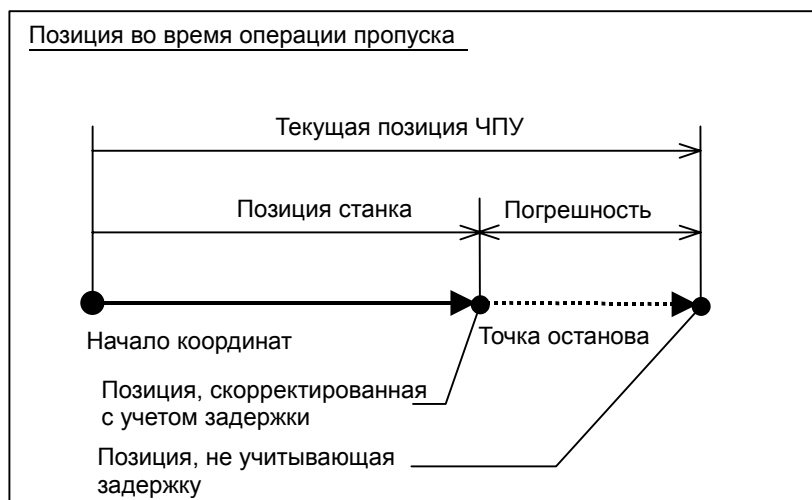 Позиция во время операции пропуска
Текущая позиция ЧПУ
Позиция станка
Погрешность
Начало координат
Точка останова
Позиция, скорректированная
с учетом задержки
Позиция, не учитывающая
задержку